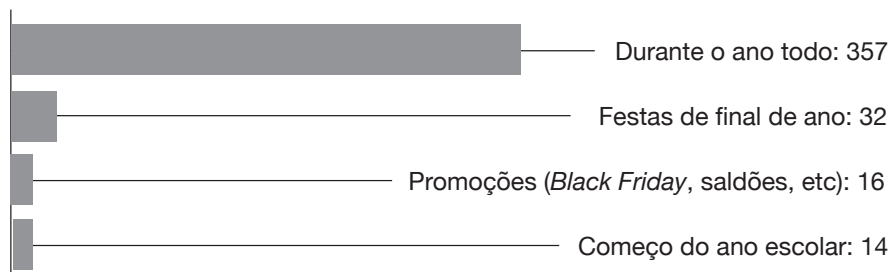 Durante o ano todo: 357
Festas de final de ano: 32
Promoções (Black Friday, saldões, etc): 16
Começo do ano escolar: 14